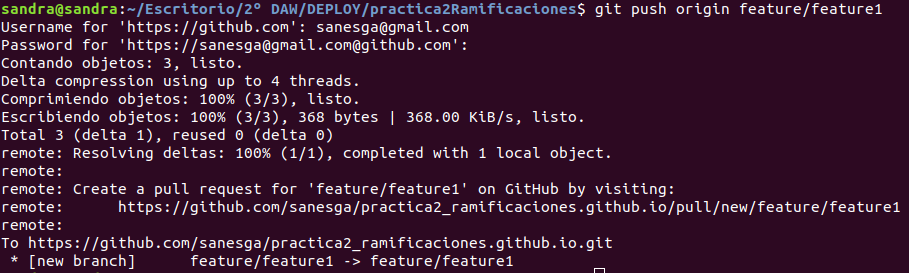 sandra@sandra:~/Escritorio/2º DAW/DEPLOY/practica2Ramificaciones$ git push origin feature/feature1
Username for 'https://github.com': sanesga@gmail.com
Password for 'https://sanesga@gmail.com@github.com':
Contando objetos: 3, listo.
Delta compression using up to 4 threads.
Comprimiendo objetos: 100% (3/3), listo.
Escribiendo objetos: 100% (3/3), 368 bytes | 368.00 KiB/s, listo.
Total 3 (delta 1), reused 0 (delta 0)
remote: Resolving deltas: 100% (1/1), completed with 1 local object.
remote:
remote: Create a pull request for 'feature/feature1' on GitHub by visiting:
remote:      https://github.com/sanesga/practica2_ramificaciones.github.io/pull/new/feature/feature1
remote:
To https://github.com/sanesga/practica2_ramificaciones.github.io.git
 * [new branch]      feature/feature1 -> feature/feature1